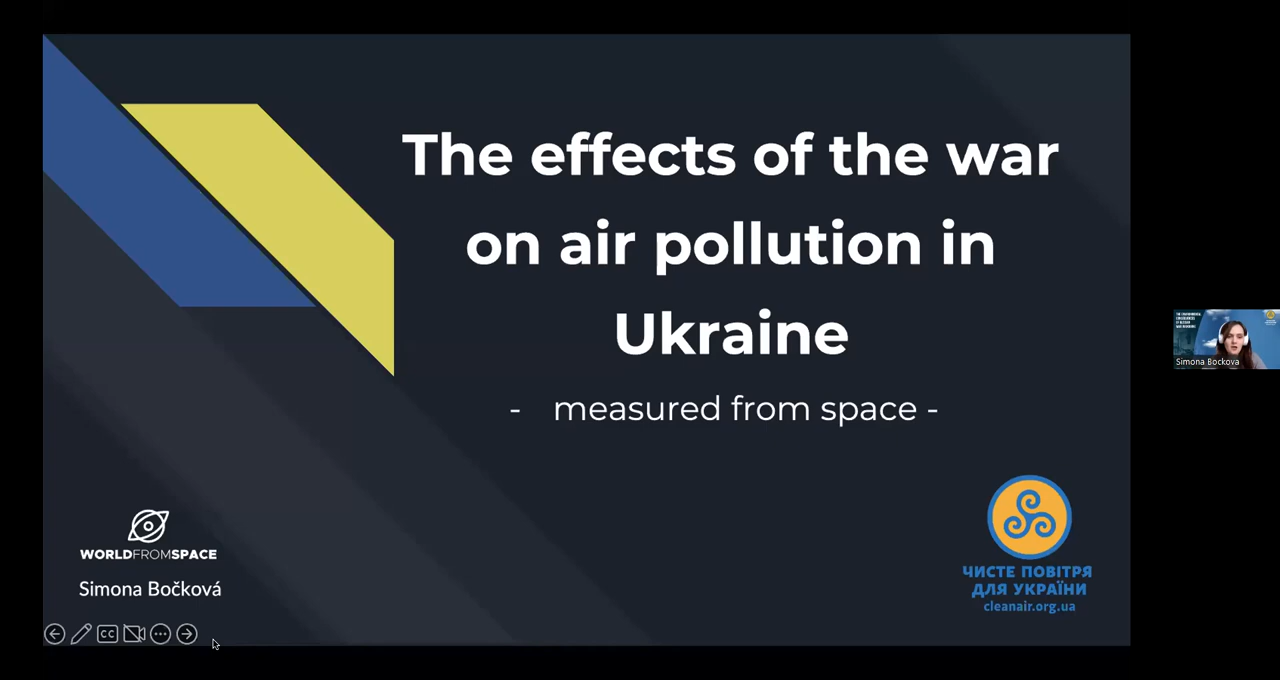 The effects of the war
on air pollution in
Ukraine
- measured from space -
WORLDFROMSPACE
Simona Bočková
ЧИСТЕ ПОВІТРЯ
ДЛЯ УКРАЇНИ
cleanair.org.ua
CC
Simona Bockova